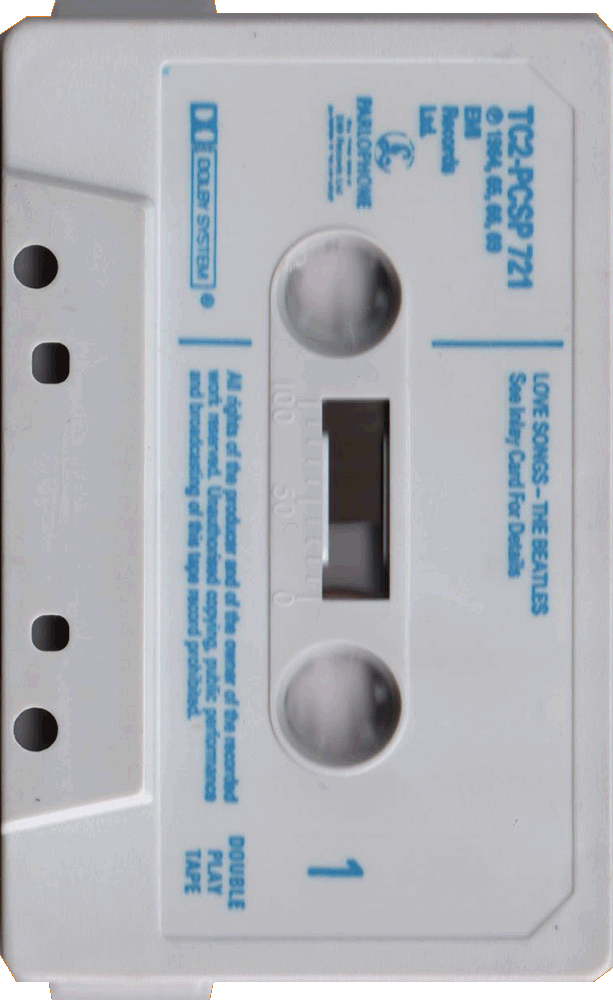 TC2-PCSP 721
℗ 1964, 65, 66, 69
EMI
Records
Ltd.
PARLOPHONE
LOVE SONGS – THE BEATLES
See Inlay Card For Details
100 50 0
1
DOLBY SYSTEM ®
All rights of the producer and of the owner of the recorded
work reserved. Unauthorised copying, public performance
and broadcasting of this tape record prohibited.
DOUBLE
PLAY
TAPE